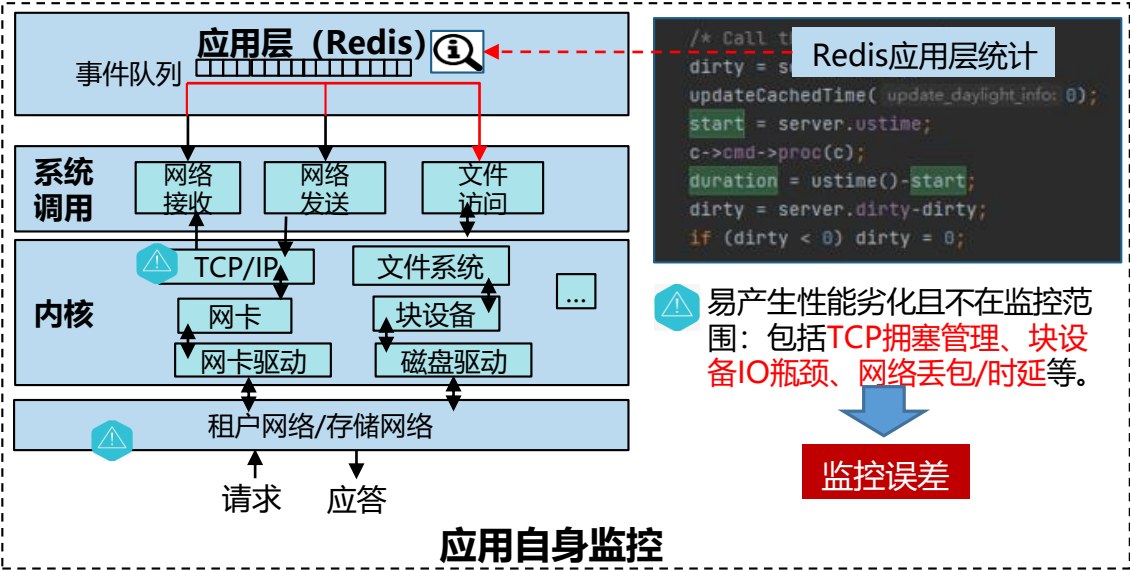 应用层（Redis）
事件队列
系统
调用
网络
接收
网络
发送
文件
访问
内核
TCP/IP
文件系统
...
网卡
块设备
网卡驱动
磁盘驱动
租户网络/存储网络
请求
应答
/* Call t
Redis应用层统计
dirty = s
updateCachedTime( update_daylight_info: 0);
start = server.ustime;
c->cmd->proc(c);
duration = ustime()-start;
dirty = server.dirty-dirty;
if (dirty < 0) dirty = 0;
易产生性能劣化且不在监控范
围：包括TCP拥塞管理、块设
备IO瓶颈、网络丢包/时延等。
监控误差
应用自身监控